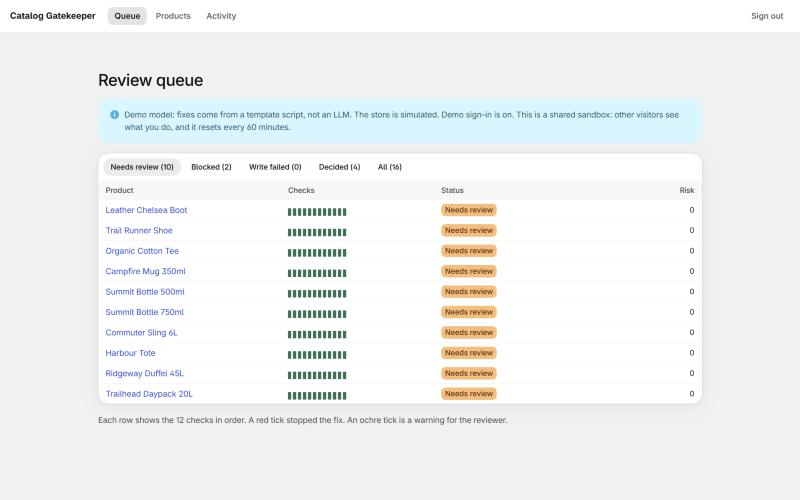 Catalog Gatekeeper Queue Products Activity Sign out
Review queue
Demo model: fixes come from a template script, not an LLM. The store is simulated. Demo sign-in is on. This is a shared sandbox: other visitors see
what you do, and it resets every 60 minutes.
Needs review (10) Blocked (2) Write failed (0) Decided (4) All (16)
Product Checks Status Risk
Leather Chelsea Boot Needs review 0
Trail Runner Shoe Needs review 0
Organic Cotton Tee Needs review 0
Campfire Mug 350ml Needs review 0
Summit Bottle 500ml Needs review 0
Summit Bottle 750ml Needs review 0
Commuter Sling 6L Needs review 0
Harbour Tote Needs review 0
Ridgeway Duffel 45L Needs review 0
Trailhead Daypack 20L Needs review 0
Each row shows the 12 checks in order. A red tick stopped the fix. An ochre tick is a warning for the reviewer.